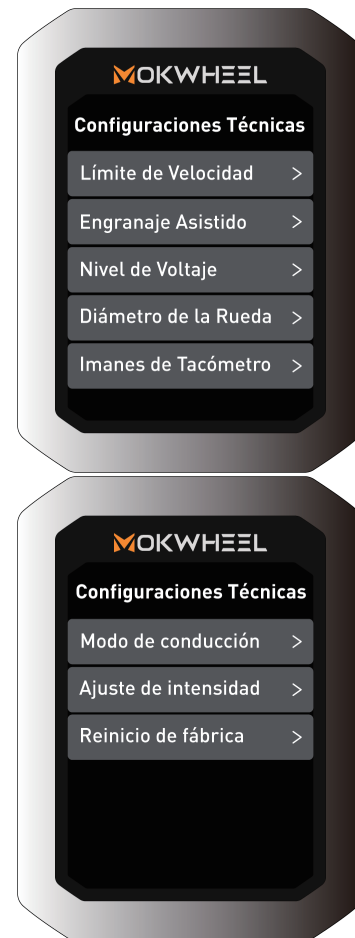 MOKWHEEL
Configuraciones Técnicas
Límite de Velocidad >
Engranaje Asistido >
Nivel de Voltaje >
Diámetro de la Rueda >
Imanes de Tacómetro >
MOKWHEEL
Configuraciones Técnicas
Modo de conducción >
Ajuste de intensidad >
Reinicio de fábrica >